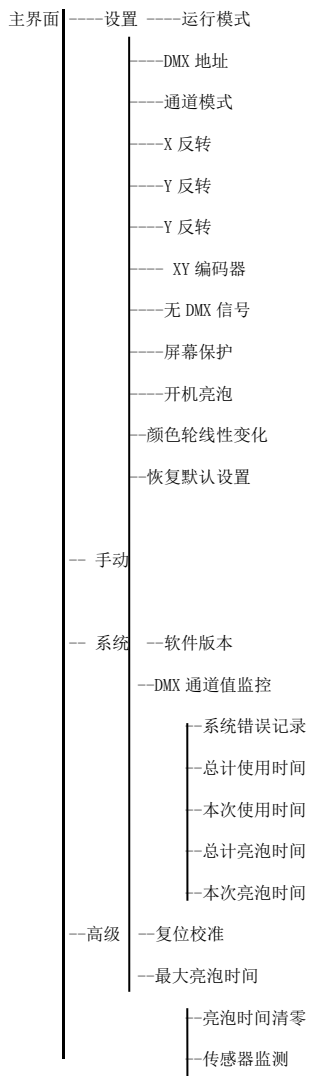 主界面 ----设置 ----运行模式
----DMX 地址
----通道模式
----X 反转
----Y 反转
----Y 反转
---- XY 编码器
----无 DMX 信号
----屏幕保护
----开机亮泡
--颜色轮线性变化
--恢复默认设置
-- 手动
-- 系统 --软件版本
--DMX 通道值监控
--系统错误记录
--总计使用时间
--本次使用时间
--总计亮泡时间
--本次亮泡时间
--高级 --复位校准
--最大亮泡时间
--亮泡时间清零
--传感器监测